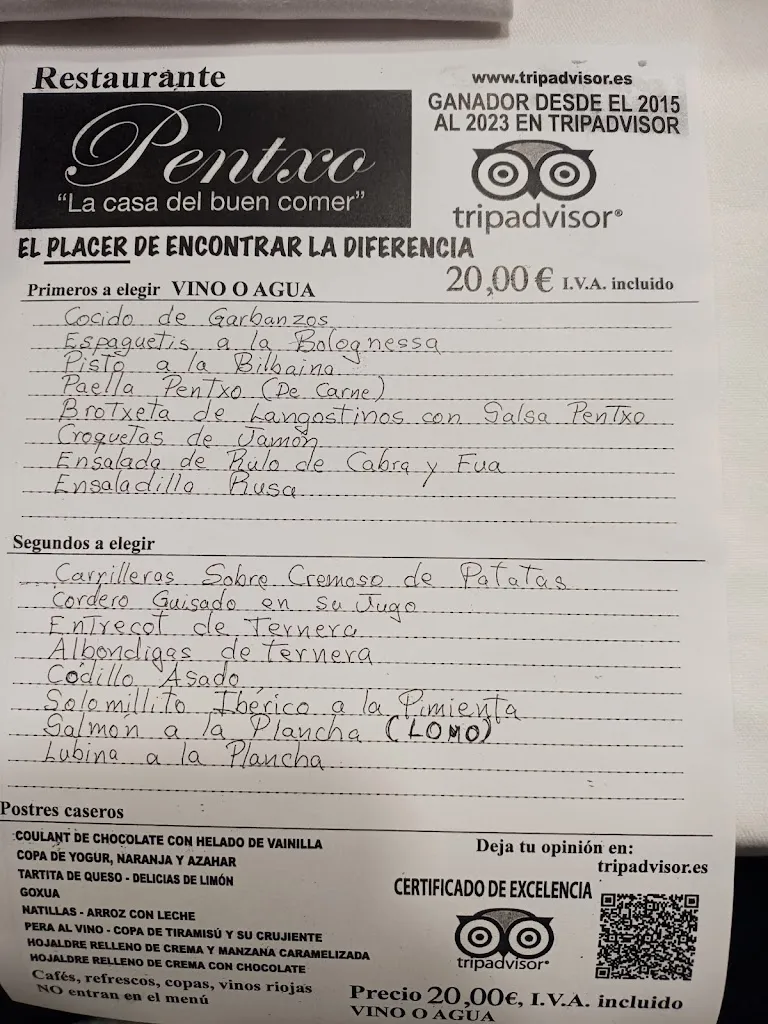 Restaurante
Pentxo
“La casa del buen comer”
www.tripadvisor.es
GANADOR DESDE EL 2015
AL 2023 EN TRIPADVISOR
tripadvisor®
EL PLACER DE ENCONTRAR LA DIFERENCIA
Primeros a elegir VINO O AGUA 20,00 € I.V.A. incluido
Cocido de Garbanzos
Espaguetis a la Bolognessa
Pisto a la Bilbaina
Paella Pentxo (De Carne)
Brotxeta de Langostinos con Salsa Pentxo
Croquetas de Jamón
Ensalada de Rulo de Cabra y Fua
Ensaladilla Rusa
Segundos a elegir
Carrilleras Sobre Cremoso de Patatas
Cordero Guisado en su Jugo
Entrecot de Ternera
Albondigas de ternera
Codillo Asado
Solomillito Ibérico a la Pimienta
Salmón a la Plancha (LOMO)
Lubina a la Plancha
Postres caseros
COULANT DE CHOCOLATE CON HELADO DE VAINILLA
COPA DE YOGUR, NARANJA Y AZAHAR
TARTITA DE QUESO - DELICIAS DE LIMÓN
GOXUA
NATILLAS - ARROZ CON LECHE
PERA AL VINO - COPA DE TIRAMISÚ Y SU CRUJIENTE
HOJALDRE RELLENO DE CREMA Y MANZANA CARAMELIZADA
HOJALDRE RELLENO DE CREMA CON CHOCOLATE
Cafés, refrescos, copas, vinos riojas
NO entran en el menú
Deja tu opinión en:
tripadvisor.es
CERTIFICADO DE EXCELENCIA
tripadvisor®
Precio 20,00€, I.V.A. incluido
VINO O AGUA